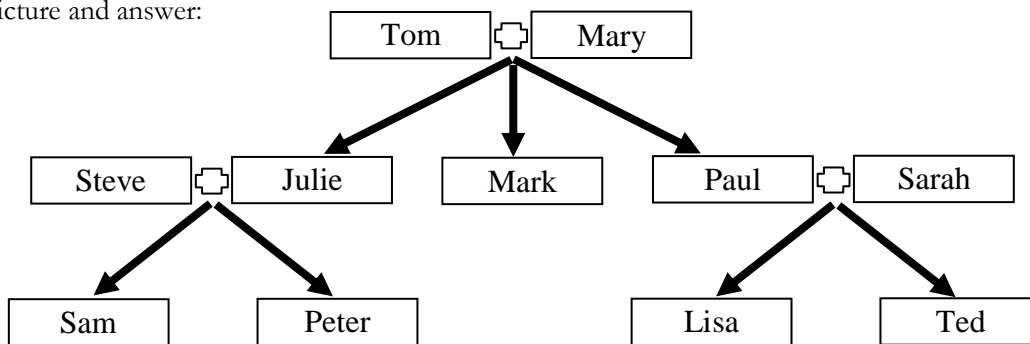 icture and answer:
Tom Mary
Steve Julie Mark Paul Sarah
Sam Peter Lisa Ted